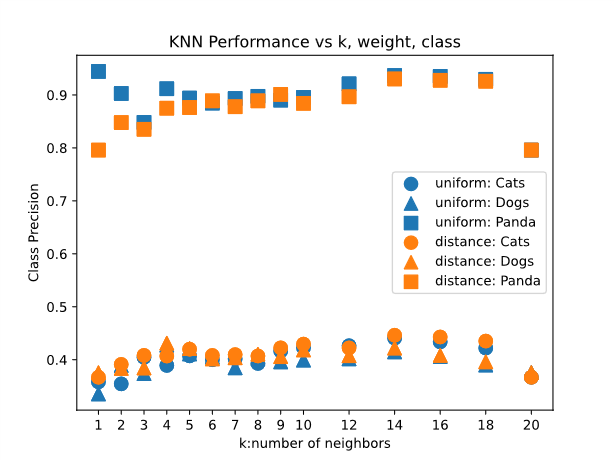 KNN Performance vs k, weight, class
Class Precision
0.9
0.8
0.7
0.6
0.5
0.4
uniform: Cats
uniform: Dogs
uniform: Panda
distance: Cats
distance: Dogs
distance: Panda
1 2 3 4 5 6 7 8 9 10 12 14 16 18 20
k:number of neighbors